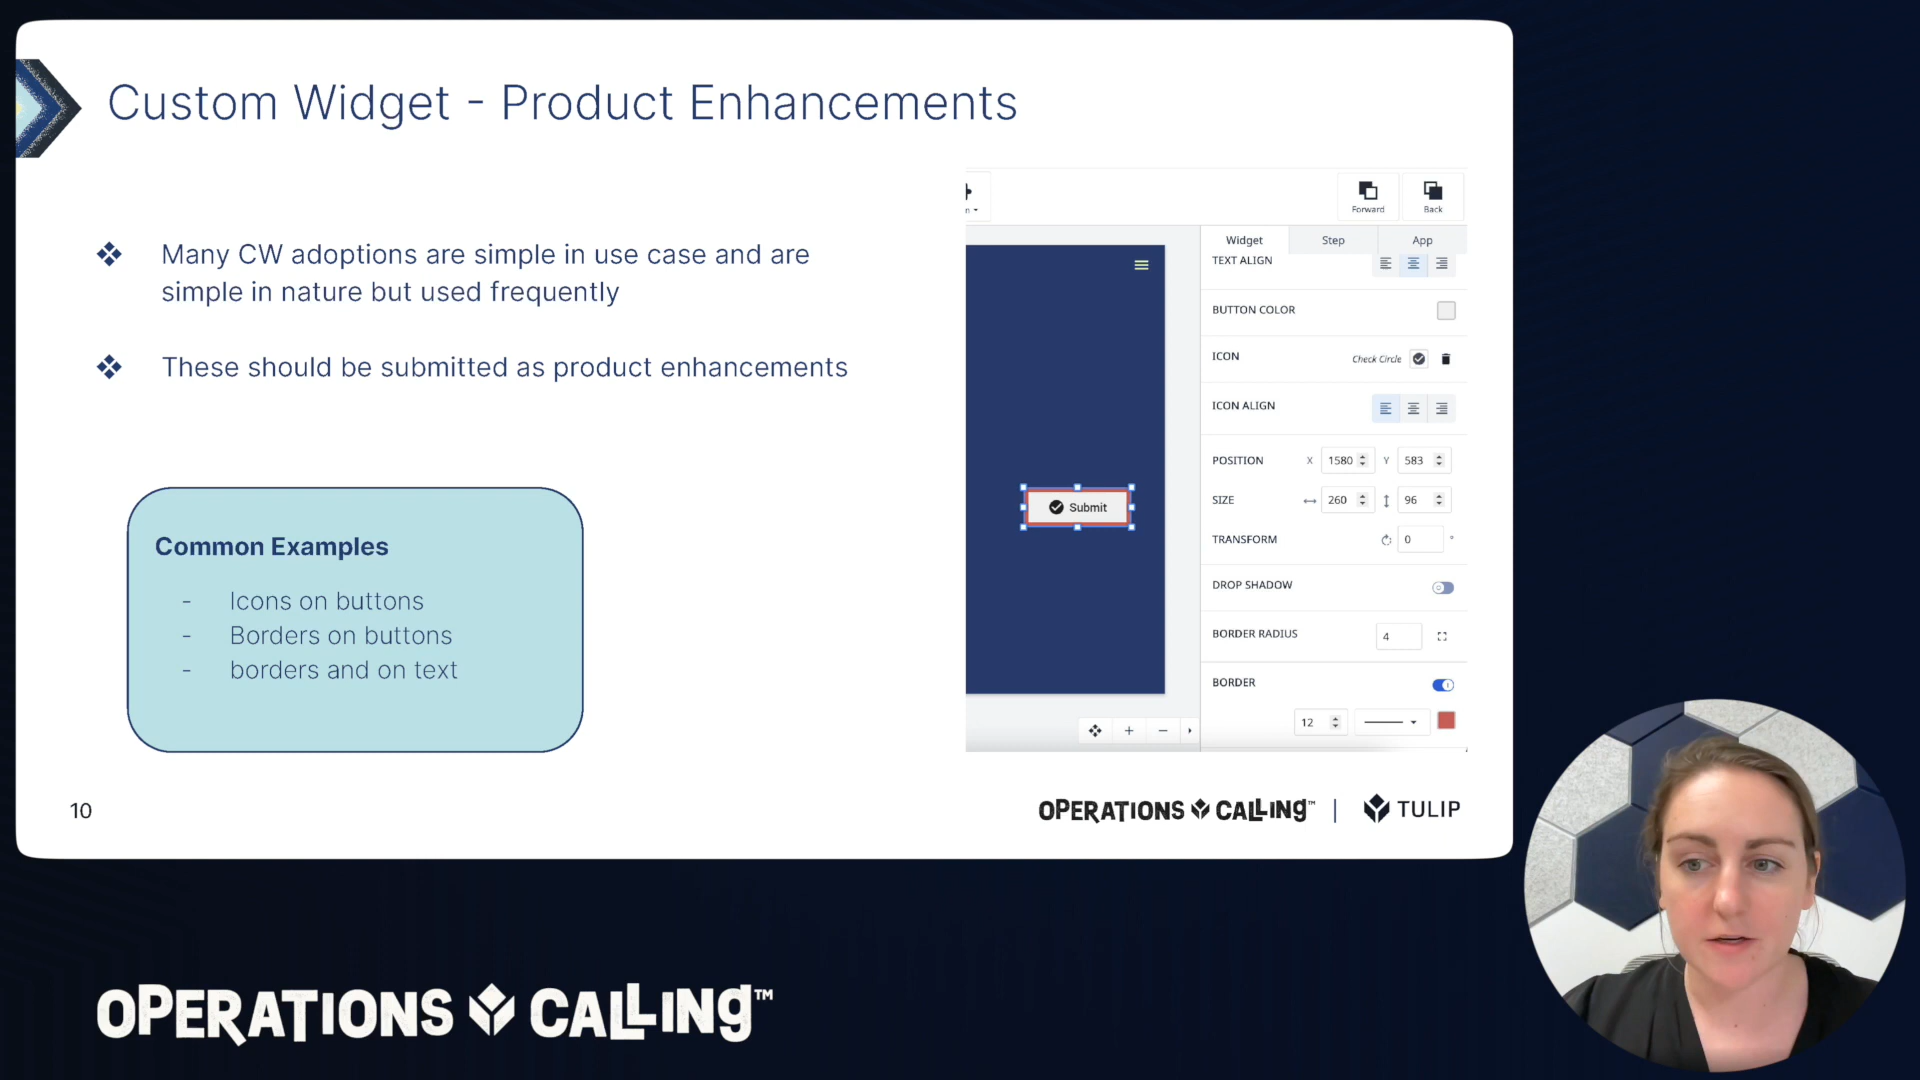 Custom Widget - Product Enhancements
❖ Many CW adoptions are simple in use case and are
simple in nature but used frequently
❖ These should be submitted as product enhancements
Common Examples
- Icons on buttons
- Borders on buttons
- borders and on text
Forward Back
Widget Step App
TEXT ALIGN
BUTTON COLOR
ICON Check Circle
ICON ALIGN
POSITION X 1580 Y 583
SIZE 260 96
TRANSFORM 0 °
DROP SHADOW
BORDER RADIUS 4
BORDER
12
Submit
10
OPERATIONS CALLING™ | TULIP
OPERATIONS CALLING™